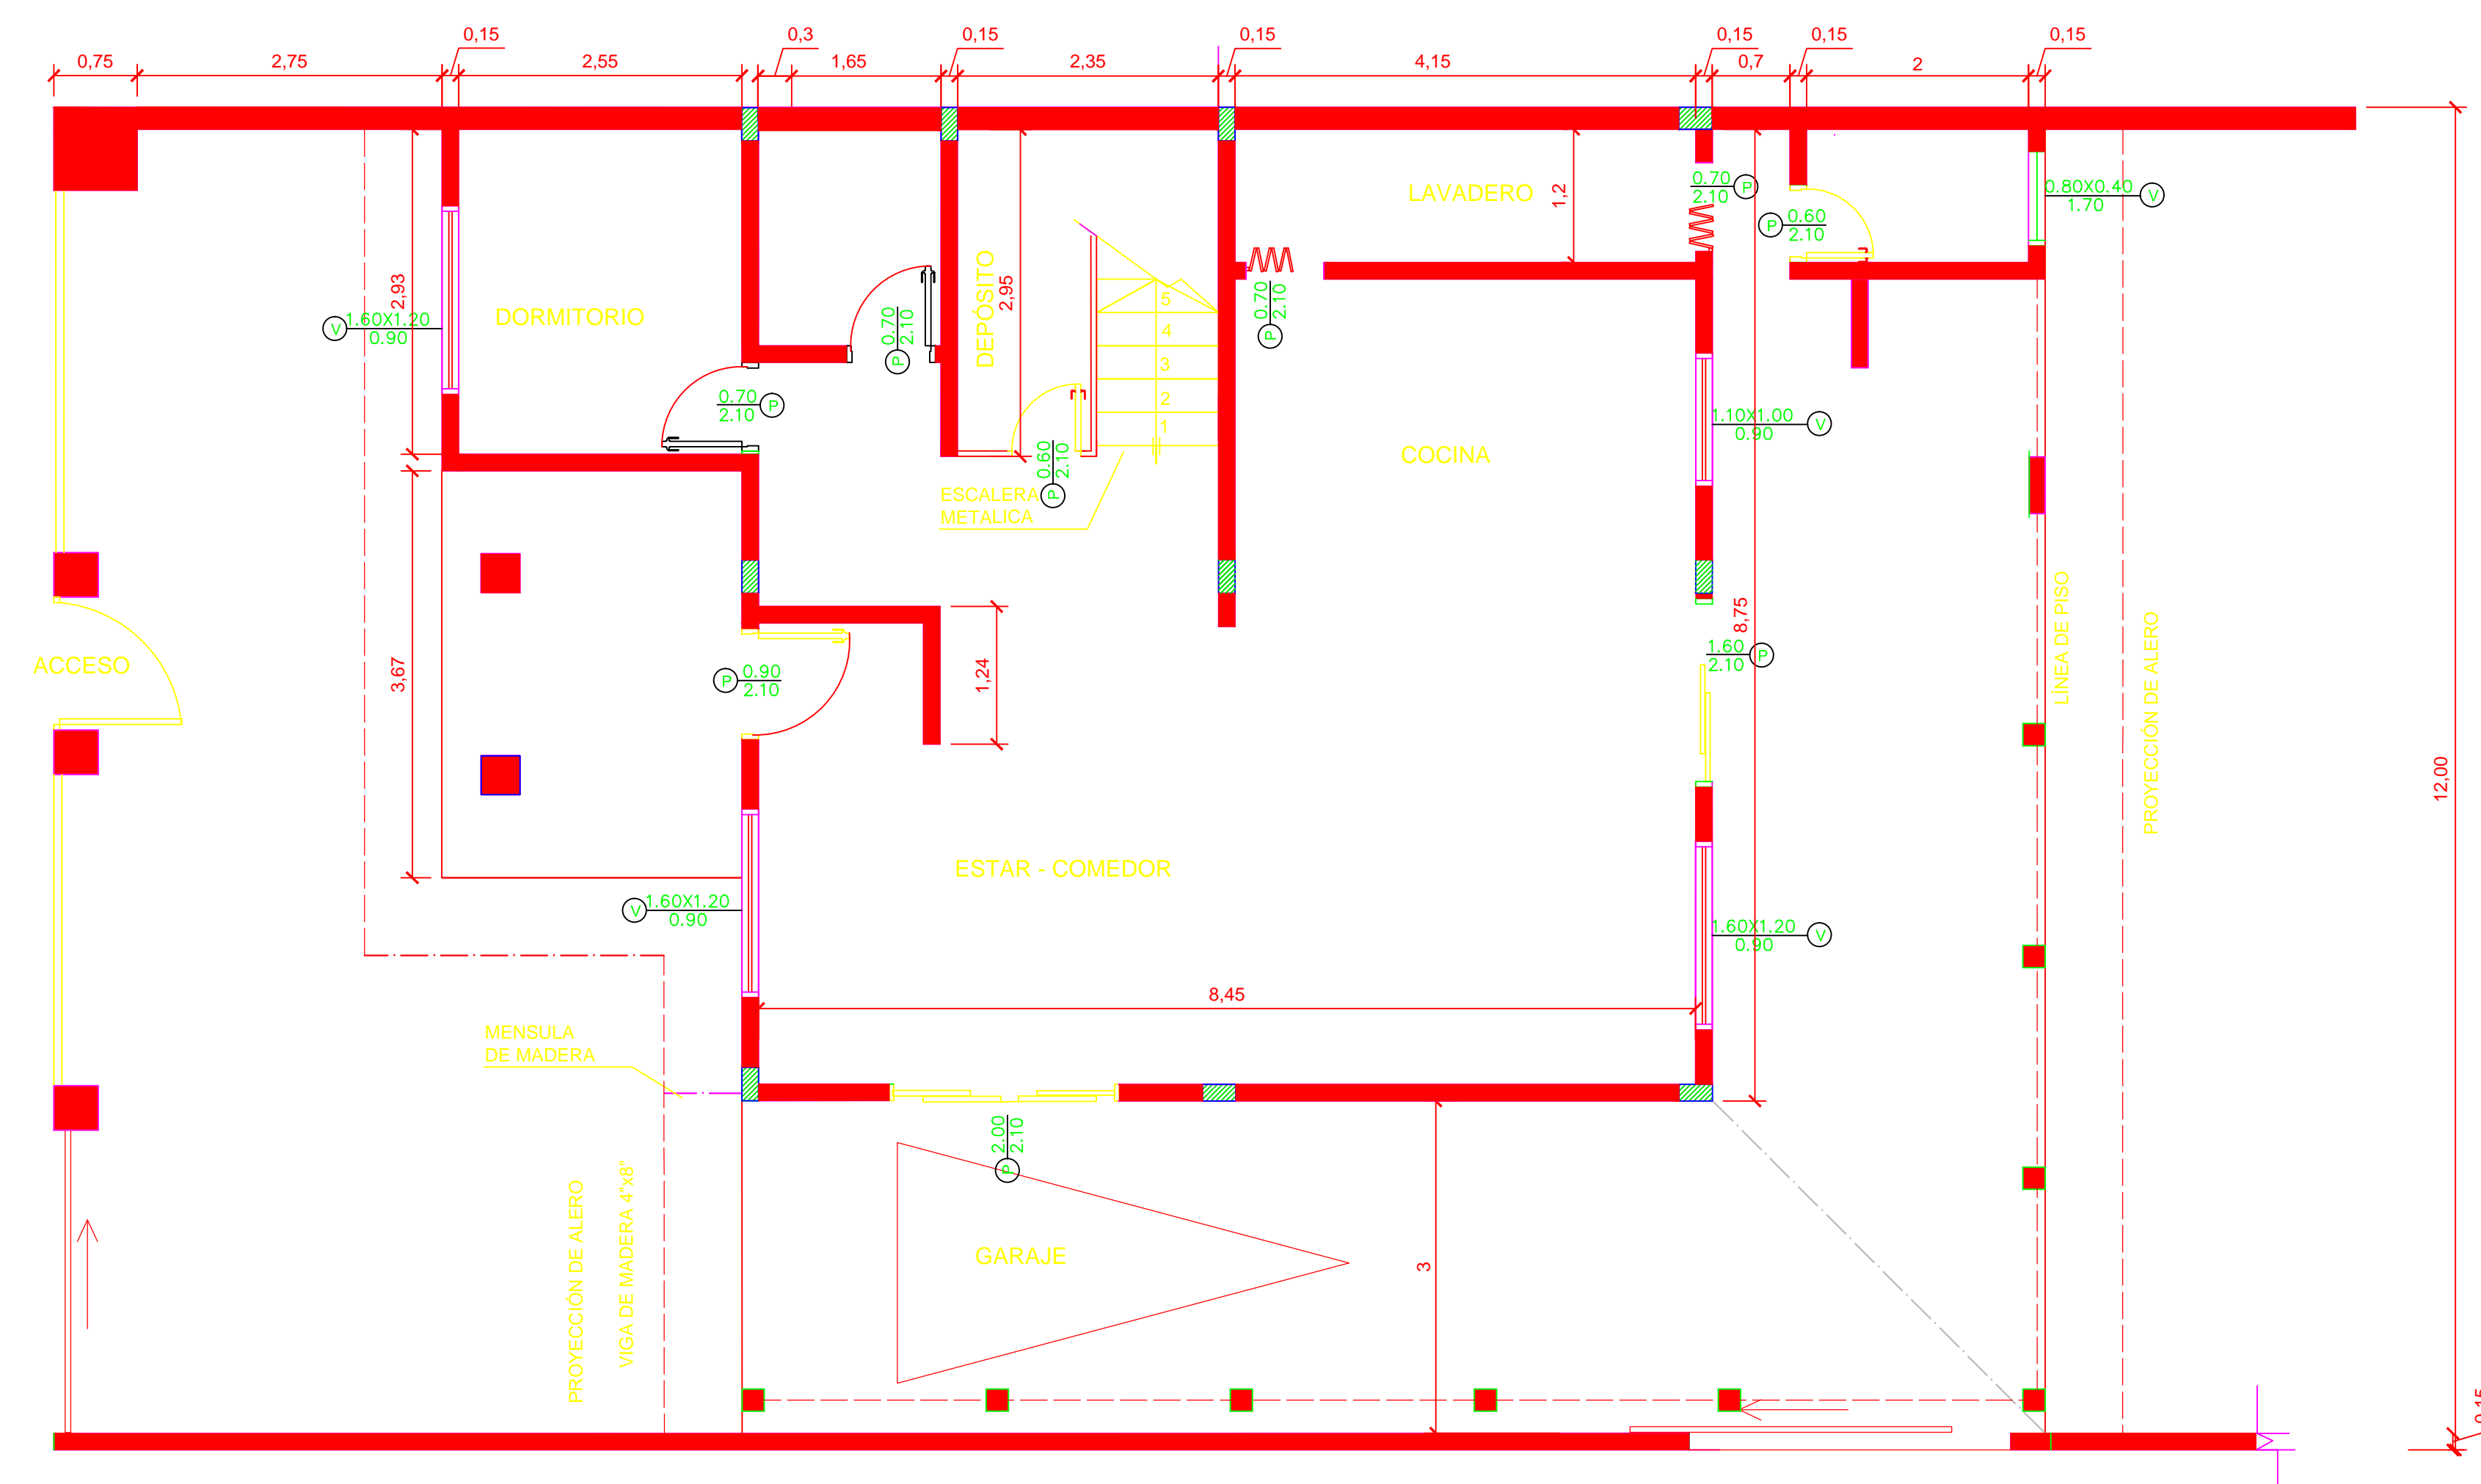 0,15
0,3
0,15
0,15
0,15
0,15
0,15
0,75
2,75
2,55
1,65
2,35
4,15
0,7
2
LAVADERO
1,2
0.70
2.10
P
P
0.60
2.10
0.80X0.40
1.70
V
DORMITORIO
2,93
V
1.60X1.20
0.90
0.70
2.10
P
DEPÓSITO
2,95
5
4
3
2
1
0.70
2.10
P
0.70
2.10
P
1.10X1.00
0.90
V
COCINA
0.60
2.10
P
ESCALERA
METALICA
ACCESO
3,67
P
0.90
2.10
1,24
8,75
1.60
2.10
P
LÍNEA DE PISO
PROYECCIÓN DE ALERO
12,00
ESTAR - COMEDOR
V
1.60X1.20
0.90
1.60X1.20
0.90
V
8,45
MENSULA
DE MADERA
2.00
2.10
P
PROYECCIÓN DE ALERO
VIGA DE MADERA 4"x8"
GARAJE
3
0,15